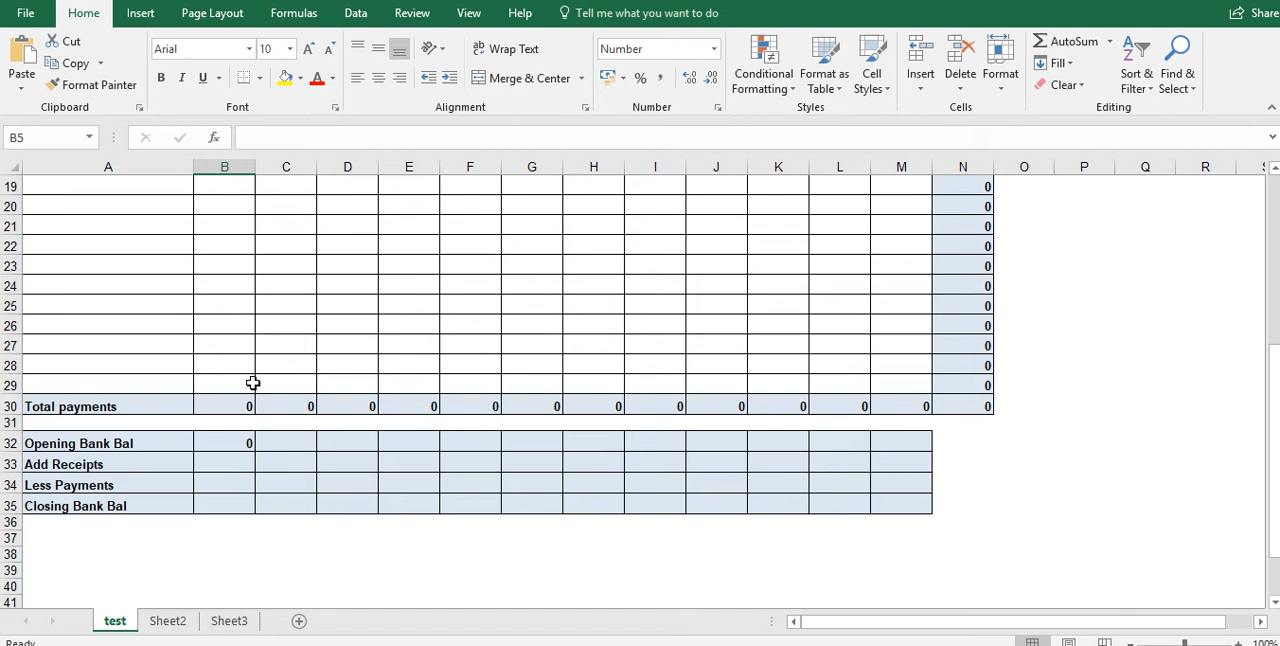 File Home Insert Page Layout Formulas Data Review View Help Tell me what you want to do Share
Paste Cut Copy Format Painter
Arial 10 A A B I U A
Wrap Text
Merge & Center
Number
% ,
Conditional Formatting
Format as Table
Cell Styles
Insert Delete Format
AutoSum
Fill
Clear
Sort & Filter
Find & Select
Clipboard Font Alignment Number Styles Cells Editing
B5 fx
A B C D E F G H I J K L M N O P Q R
19 0
20 0
21 0
22 0
23 0
24 0
25 0
26 0
27 0
28 0
29 0
30 Total payments 0 0 0 0 0 0 0 0 0 0 0 0 0
31
32 Opening Bank Bal 0
33 Add Receipts
34 Less Payments
35 Closing Bank Bal
36
37
38
39
40
41
test Sheet2 Sheet3
Ready 100%